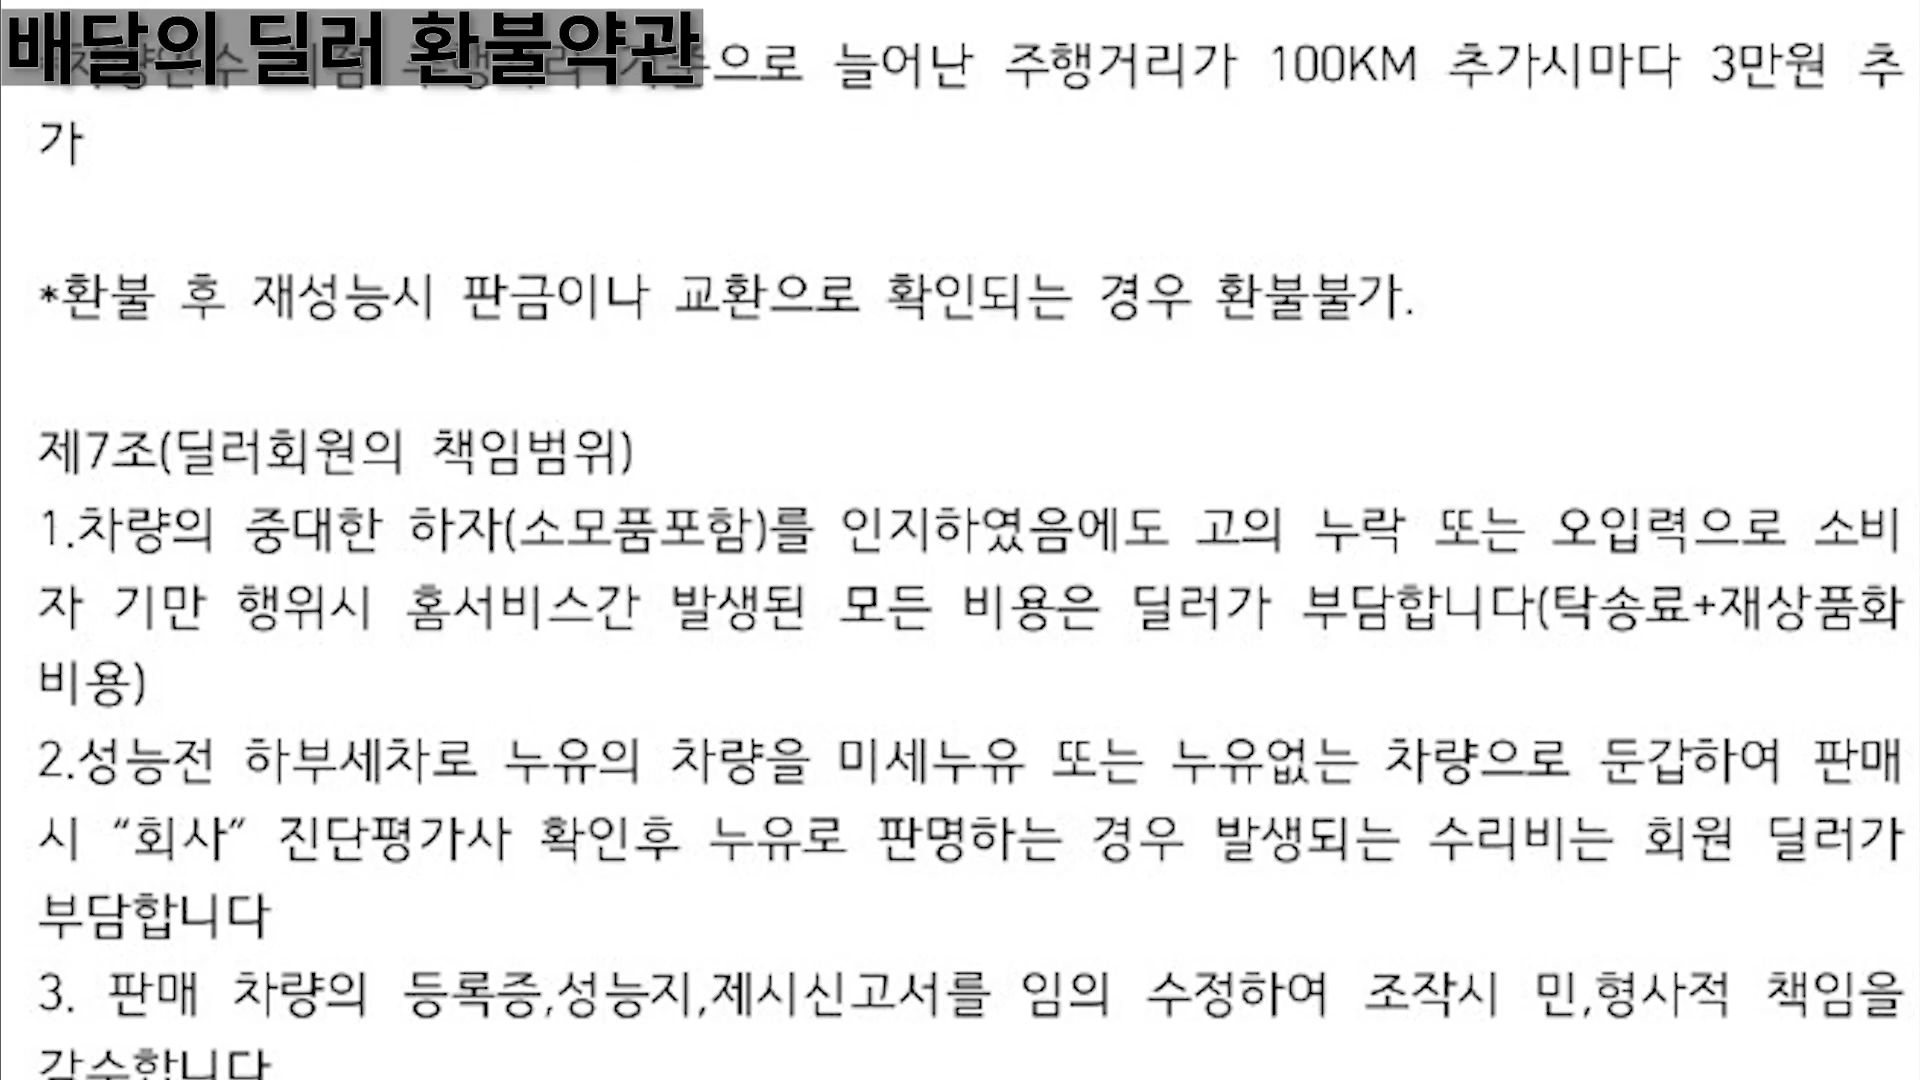 배달의 딜러 환불약관
으로 늘어난 주행거리가 100KM 추가시마다 3만원 추
가
*환불 후 재성능시 판금이나 교환으로 확인되는 경우 환불불가.
제7조(딜러회원의 책임범위)
1.차량의 중대한 하자(소모품포함)를 인지하였음에도 고의 누락 또는 오입력으로 소비
자 기만 행위시 홈서비스간 발생된 모든 비용은 딜러가 부담합니다(탁송료+재상품화
비용)
2.성능전 하부세차로 누유의 차량을 미세누유 또는 누유없는 차량으로 둔갑하여 판매
시 “회사” 진단평가사 확인후 누유로 판명하는 경우 발생되는 수리비는 회원 딜러가
부담합니다
3. 판매 차량의 등록증,성능지,제시신고서를 임의 수정하여 조작시 민,형사적 책임을
감수합니다